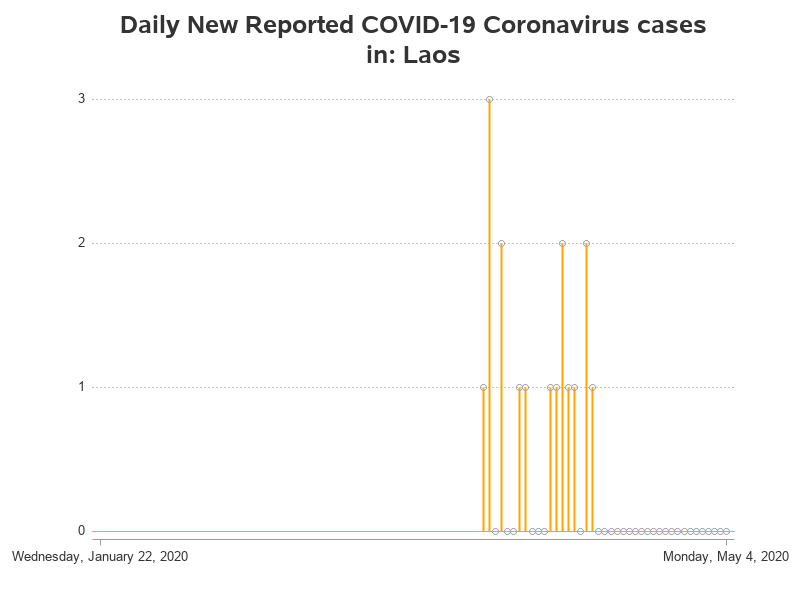 Daily New Reported COVID-19 Coronavirus cases
in: Laos
3
2
1
0
Wednesday, January 22, 2020
Monday, May 4, 2020